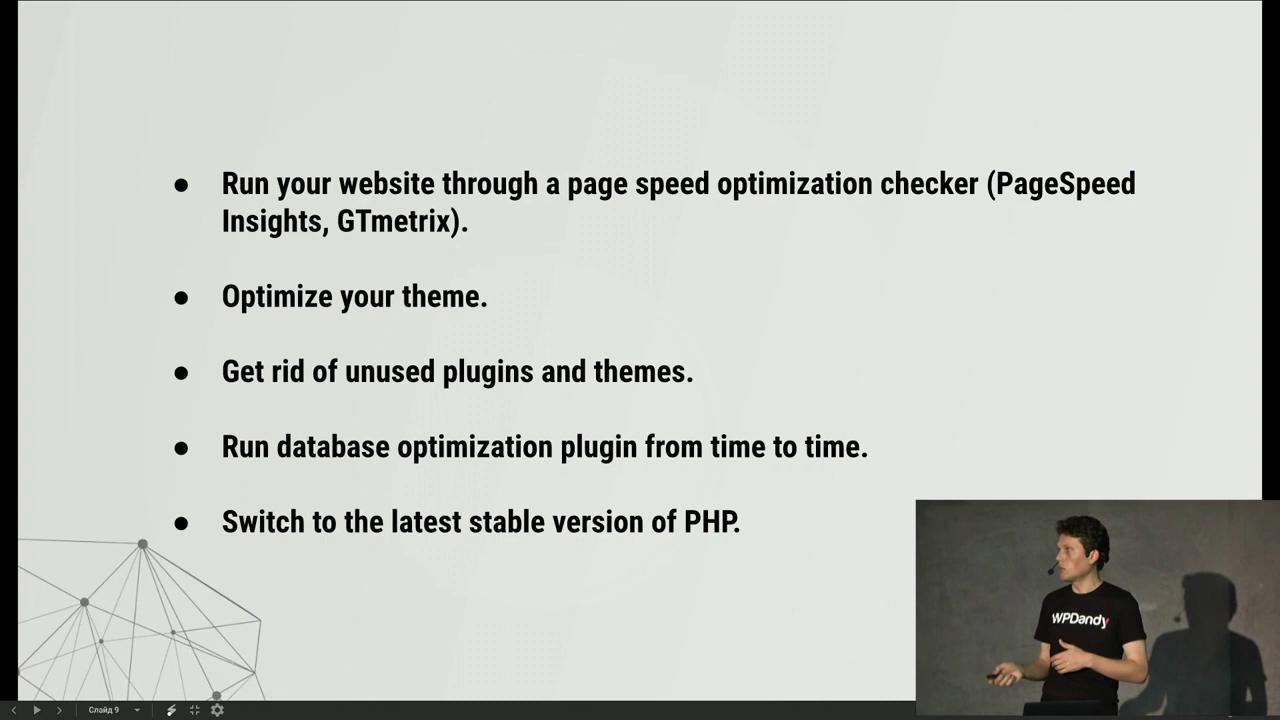 ● Run your website through a page speed optimization checker (PageSpeed
Insights, GTmetrix).
● Optimize your theme.
● Get rid of unused plugins and themes.
● Run database optimization plugin from time to time.
● Switch to the latest stable version of PHP.
WPDandy
Слайд 9